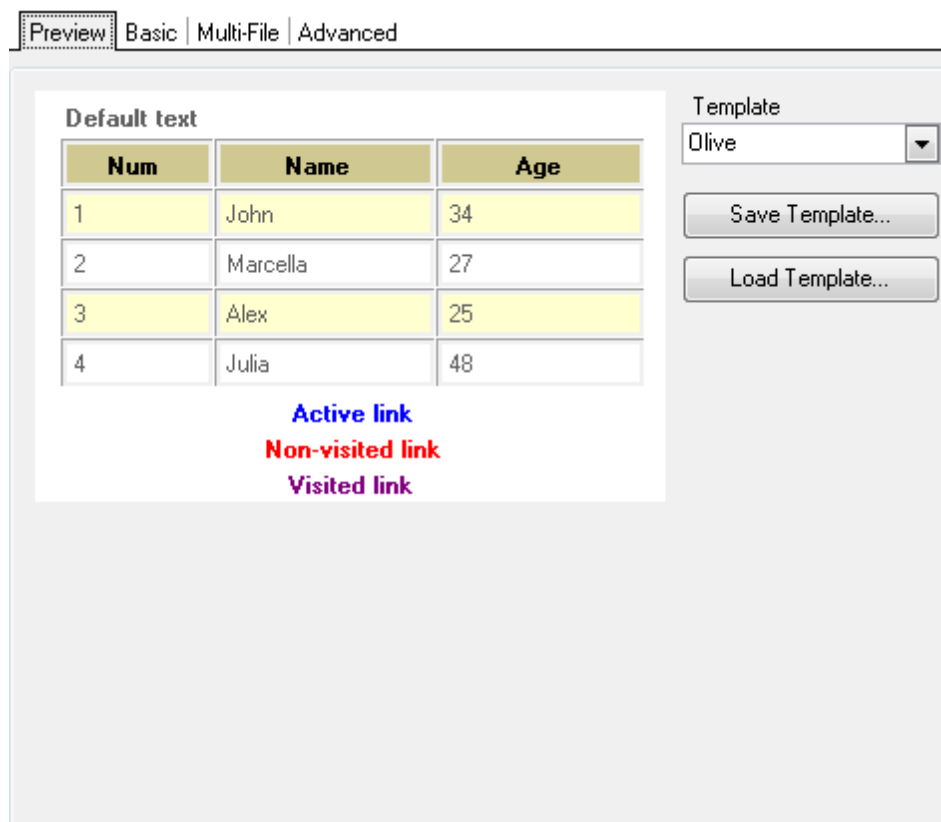 Preview Basic Multi-File Advanced
Default text
Template
Olive
Num Name Age
1 John 34
2 Marcella 27
3 Alex 25
4 Julia 48
Save Template...
Load Template...
Active link
Non-visited link
Visited link